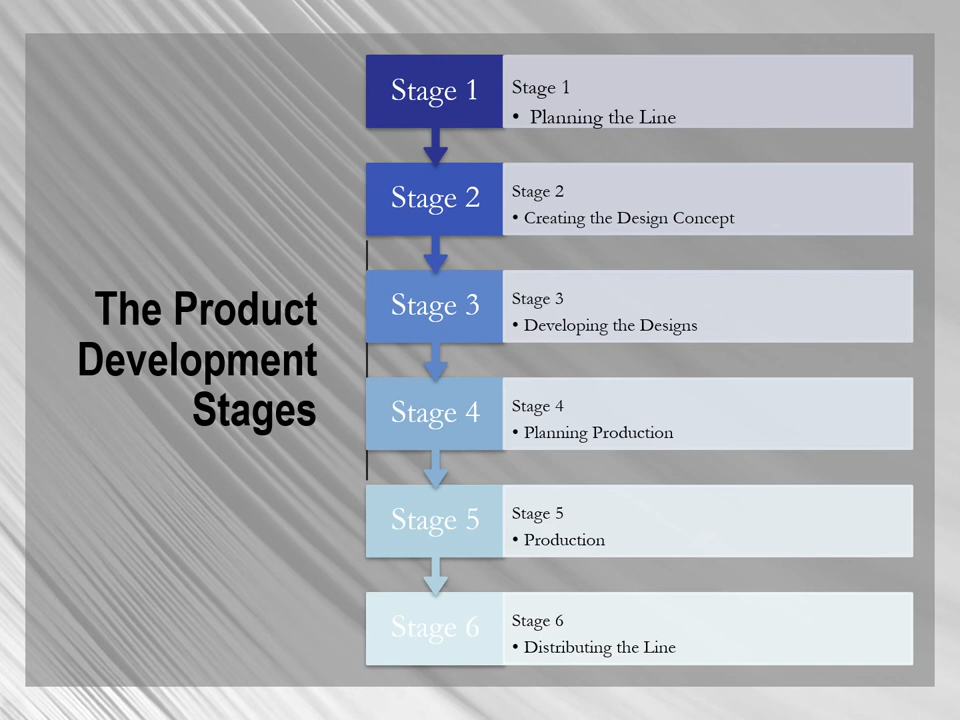 The Product
Development
Stages
Stage 1
Stage 1
• Planning the Line
Stage 2
Stage 2
• Creating the Design Concept
Stage 3
Stage 3
• Developing the Designs
Stage 4
Stage 4
• Planning Production
Stage 5
Stage 5
• Production
Stage 6
Stage 6
• Distributing the Line